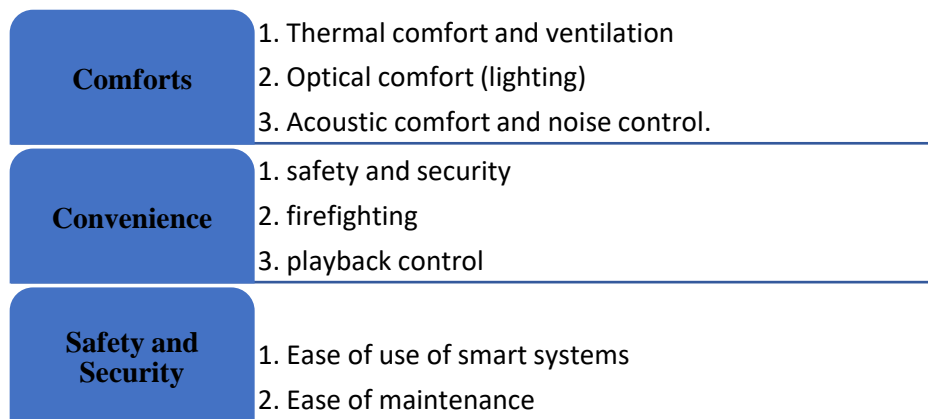 Comforts
1. Thermal comfort and ventilation
2. Optical comfort (lighting)
3. Acoustic comfort and noise control.
Convenience
1. safety and security
2. firefighting
3. playback control
Safety and
Security
1. Ease of use of smart systems
2. Ease of maintenance